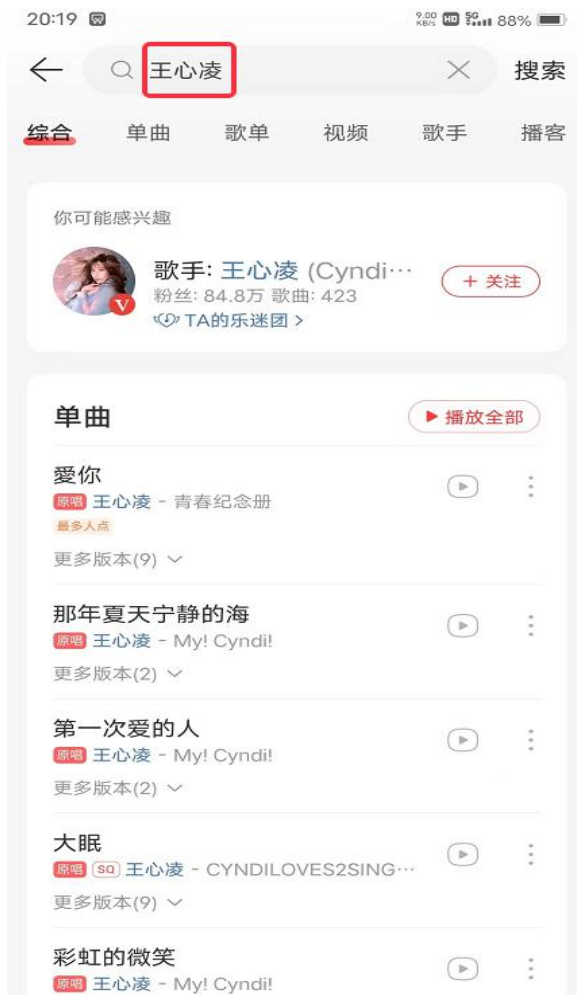 20:19 9.00 KB/s HD 5G 88%
王心凌 搜索
综合 单曲 歌单 视频 歌手 播客
你可能感兴趣
歌手: 王心凌 (Cyndi…
粉丝: 84.8万 歌曲: 423
TA的乐迷团 >
+ 关注
V
单曲 播放全部
愛你
原唱 王心凌 - 青春纪念册
最多人点
更多版本(9)
那年夏天宁静的海
原唱 王心凌 - My! Cyndi!
更多版本(2)
第一次爱的人
原唱 王心凌 - My! Cyndi!
更多版本(2)
大眠
原唱 SQ 王心凌 - CYNDILOVES2SING…
更多版本(9)
彩虹的微笑
原唱 王心凌 - My! Cyndi!